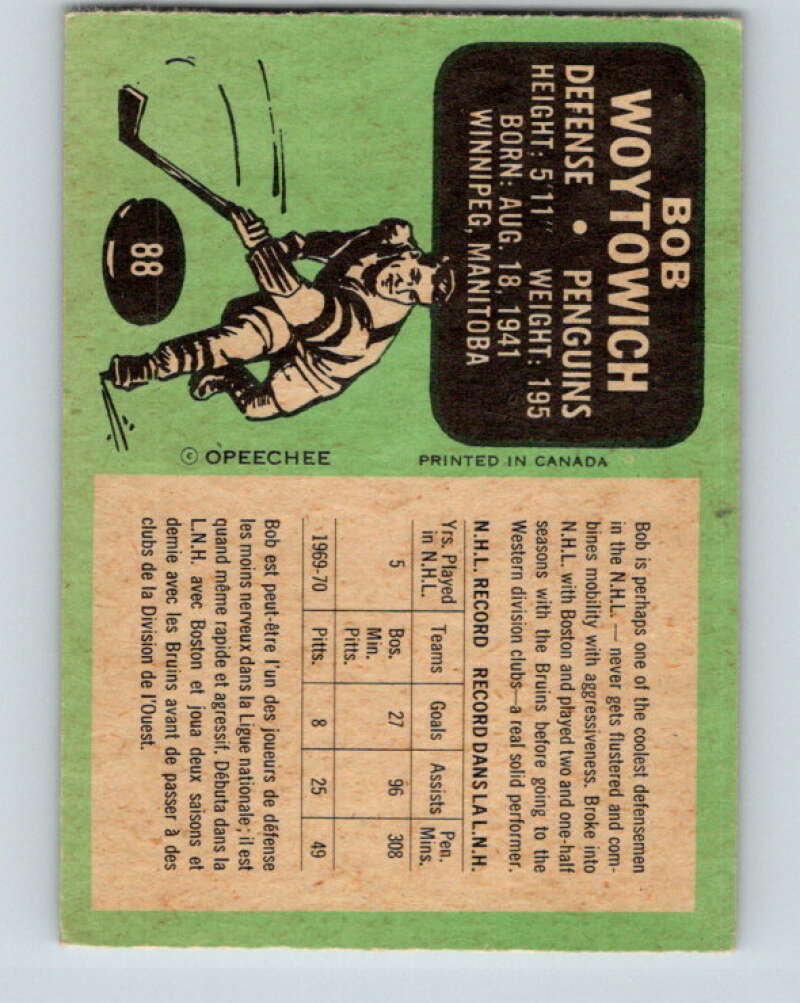 BOB
WOYTOWICH
DEFENSE • PENGUINS
HEIGHT: 5'11" WEIGHT: 195
BORN: AUG. 18, 1941
WINNIPEG, MANITOBA
88
© OPEECHEE
PRINTED IN CANADA
Bob is perhaps one of the coolest defensemen
in the N.H.L. — never gets flustered and com-
bines mobility with aggressiveness. Broke into
N.H.L. with Boston and played two and one-half
seasons with the Bruins before going to the
Western division clubs—a real solid performer.
N.H.L. RECORD RECORD DANS LA L.N.H.
Yrs. Played in N.H.L. Teams Goals Assists Pen. Mins.
5 Bos. Min. Pitts. 27 96 308
1969-70 Pitts. 8 25 49
Bob est peut-être l'un des joueurs de défense
les moins nerveux dans la Ligue nationale; il est
quand même rapide et agressif. Débuta dans la
L.N.H. avec Boston et joua deux saisons et
demie avec les Bruins avant de passer à des
clubs de la Division de l'Ouest.